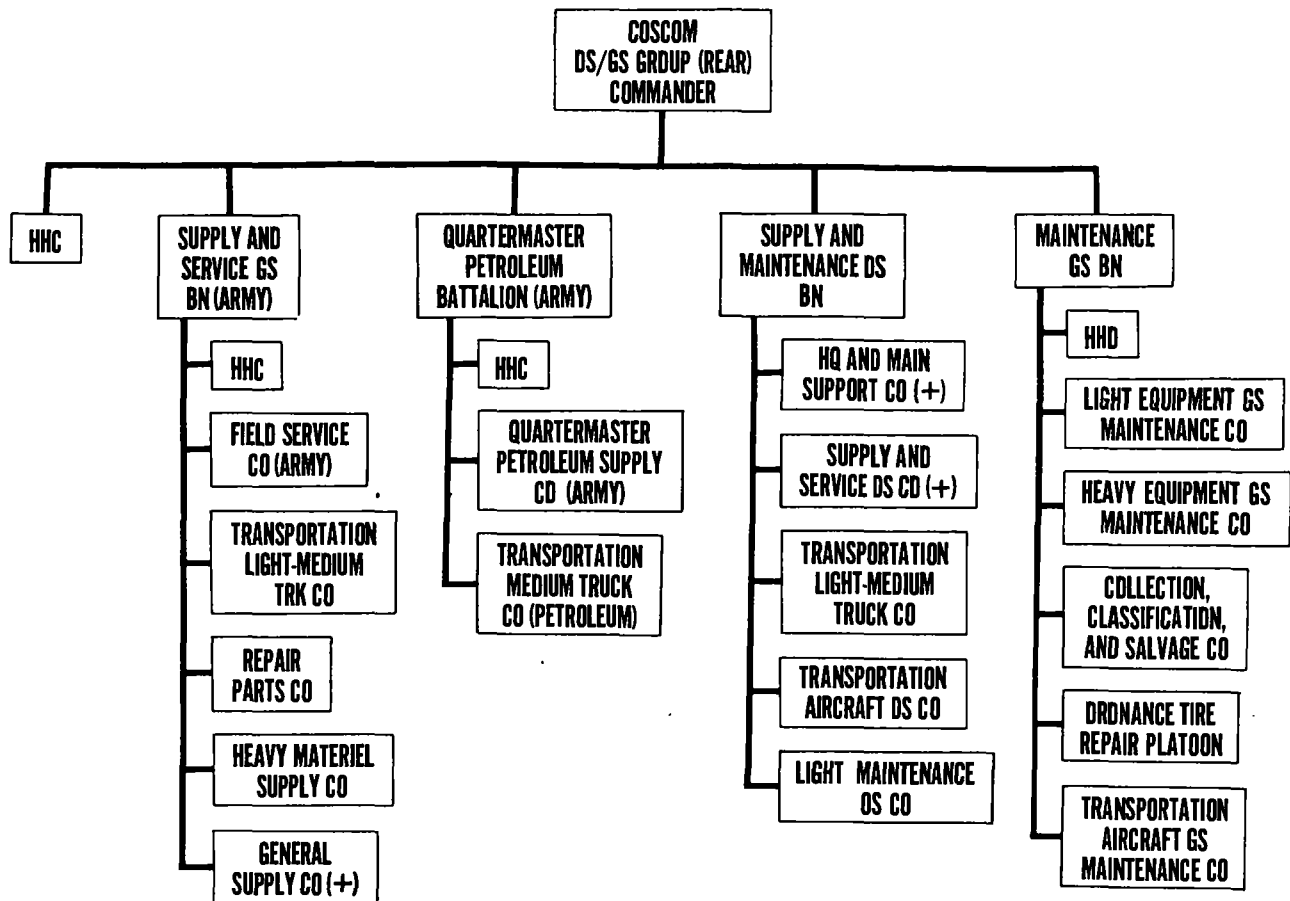 COSCOM
DS/GS GRDUP (REAR)
COMMANDER
HHC
SUPPLY AND
SERVICE GS
BN (ARMY)
HHC
FIELD SERVICE
CO (ARMY)
TRANSPORTATION
LIGHT-MEDIUM
TRK CO
REPAIR
PARTS CO
HEAVY MATERIEL
SUPPLY CO
GENERAL
SUPPLY CO (+)
QUARTERMASTER
PETROLEUM
BATTALION (ARMY)
HHC
QUARTERMASTER
PETROLEUM SUPPLY
CD (ARMY)
TRANSPORTATION
MEDIUM TRUCK
CO (PETROLEUM)
SUPPLY AND
MAINTENANCE DS
BN
HQ AND MAIN
SUPPORT CO (+)
SUPPLY AND
SERVICE DS CD (+)
TRANSPORTATION
LIGHT-MEDIUM
TRUCK CO
TRANSPORTATION
AIRCRAFT DS CO
LIGHT MAINTENANCE
OS CO
MAINTENANCE
GS BN
HHD
LIGHT EQUIPMENT GS
MAINTENANCE CO
HEAVY EQUIPMENT GS
MAINTENANCE CO
CDLLECTION,
CLASSIFICATION,
AND SALVAGE CO
DRDNANCE TIRE
REPAIR PLATOON
TRANSPORTATION
AIRCRAFT GS
MAINTENANCE CO